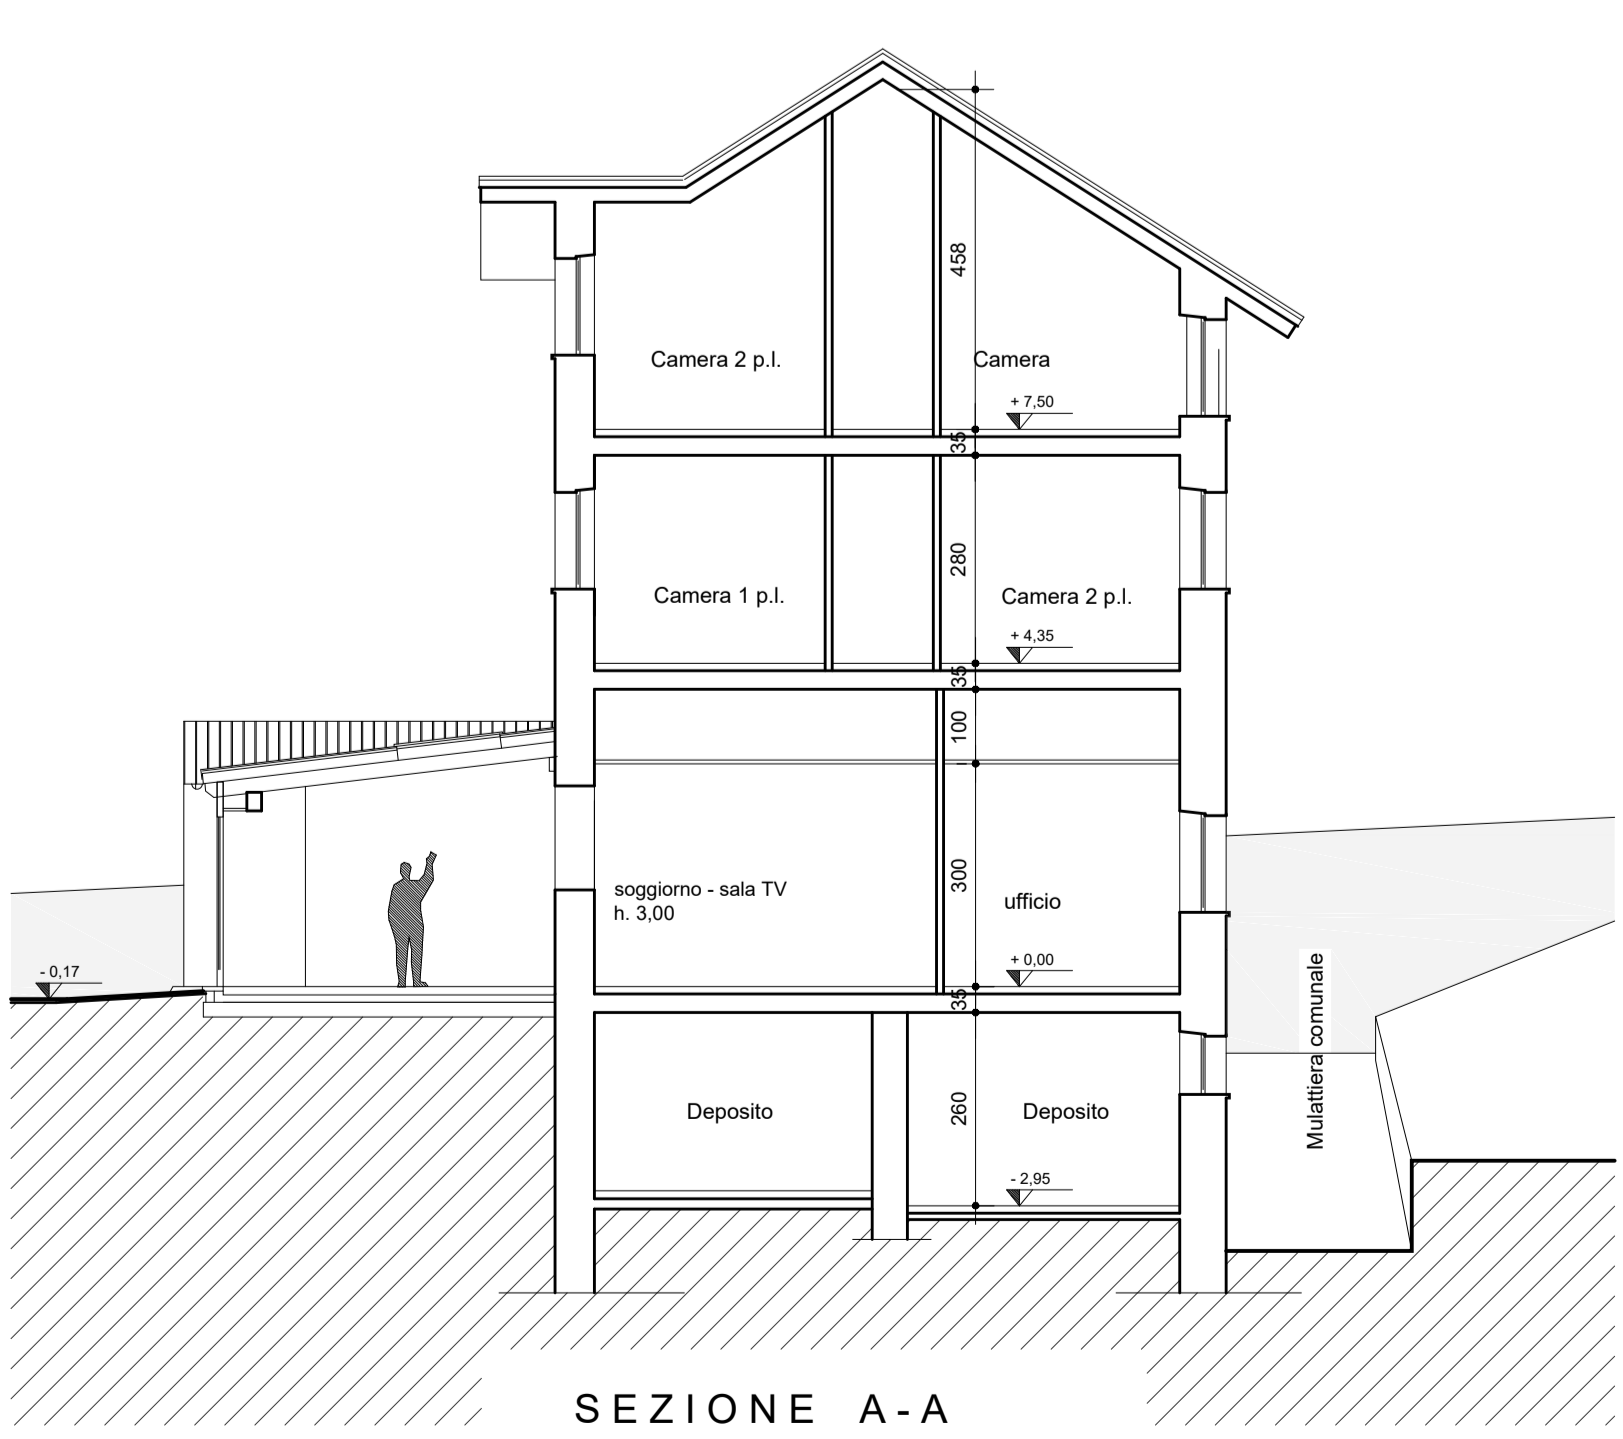 458
Camera 2 p.l.
Camera
+ 7,50
35
280
Camera 1 p.l.
Camera 2 p.l.
+ 4,35
35
100
300
soggiorno - sala TV
h. 3,00
ufficio
- 0,17
+ 0,00
35
Mulattiera comunale
260
Deposito
Deposito
- 2,95
SEZIONE A-A